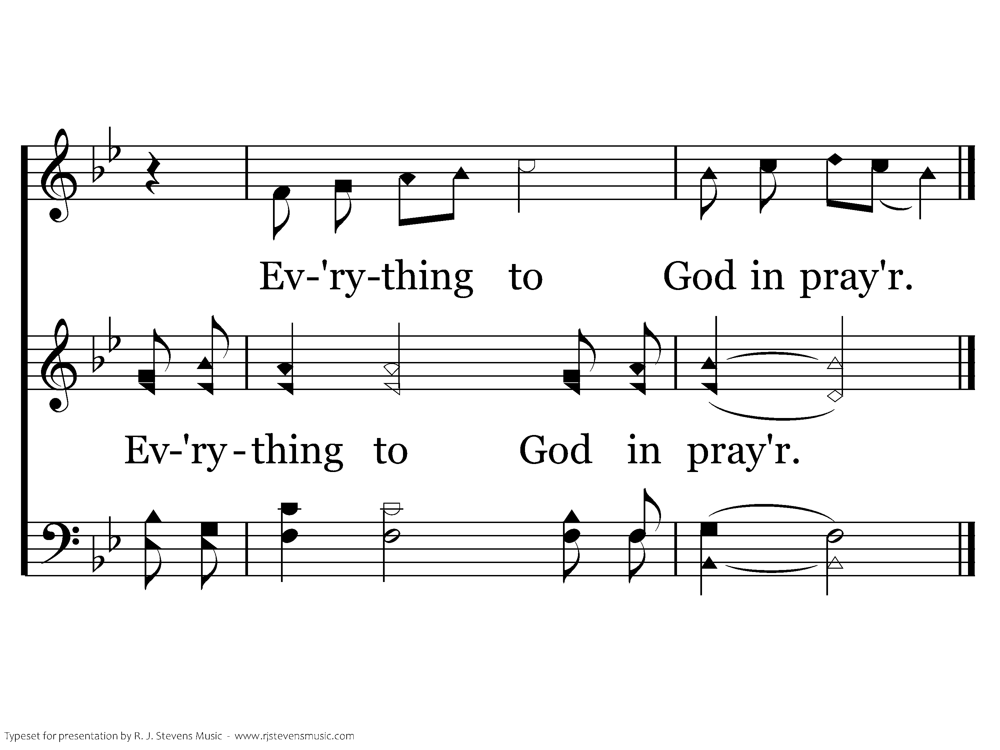 Ev-'ry-thing to God in pray'r.
Ev-'ry-thing to God in pray'r.
Typeset for presentation by R. J. Stevens Music - www.rjstevensmusic.com